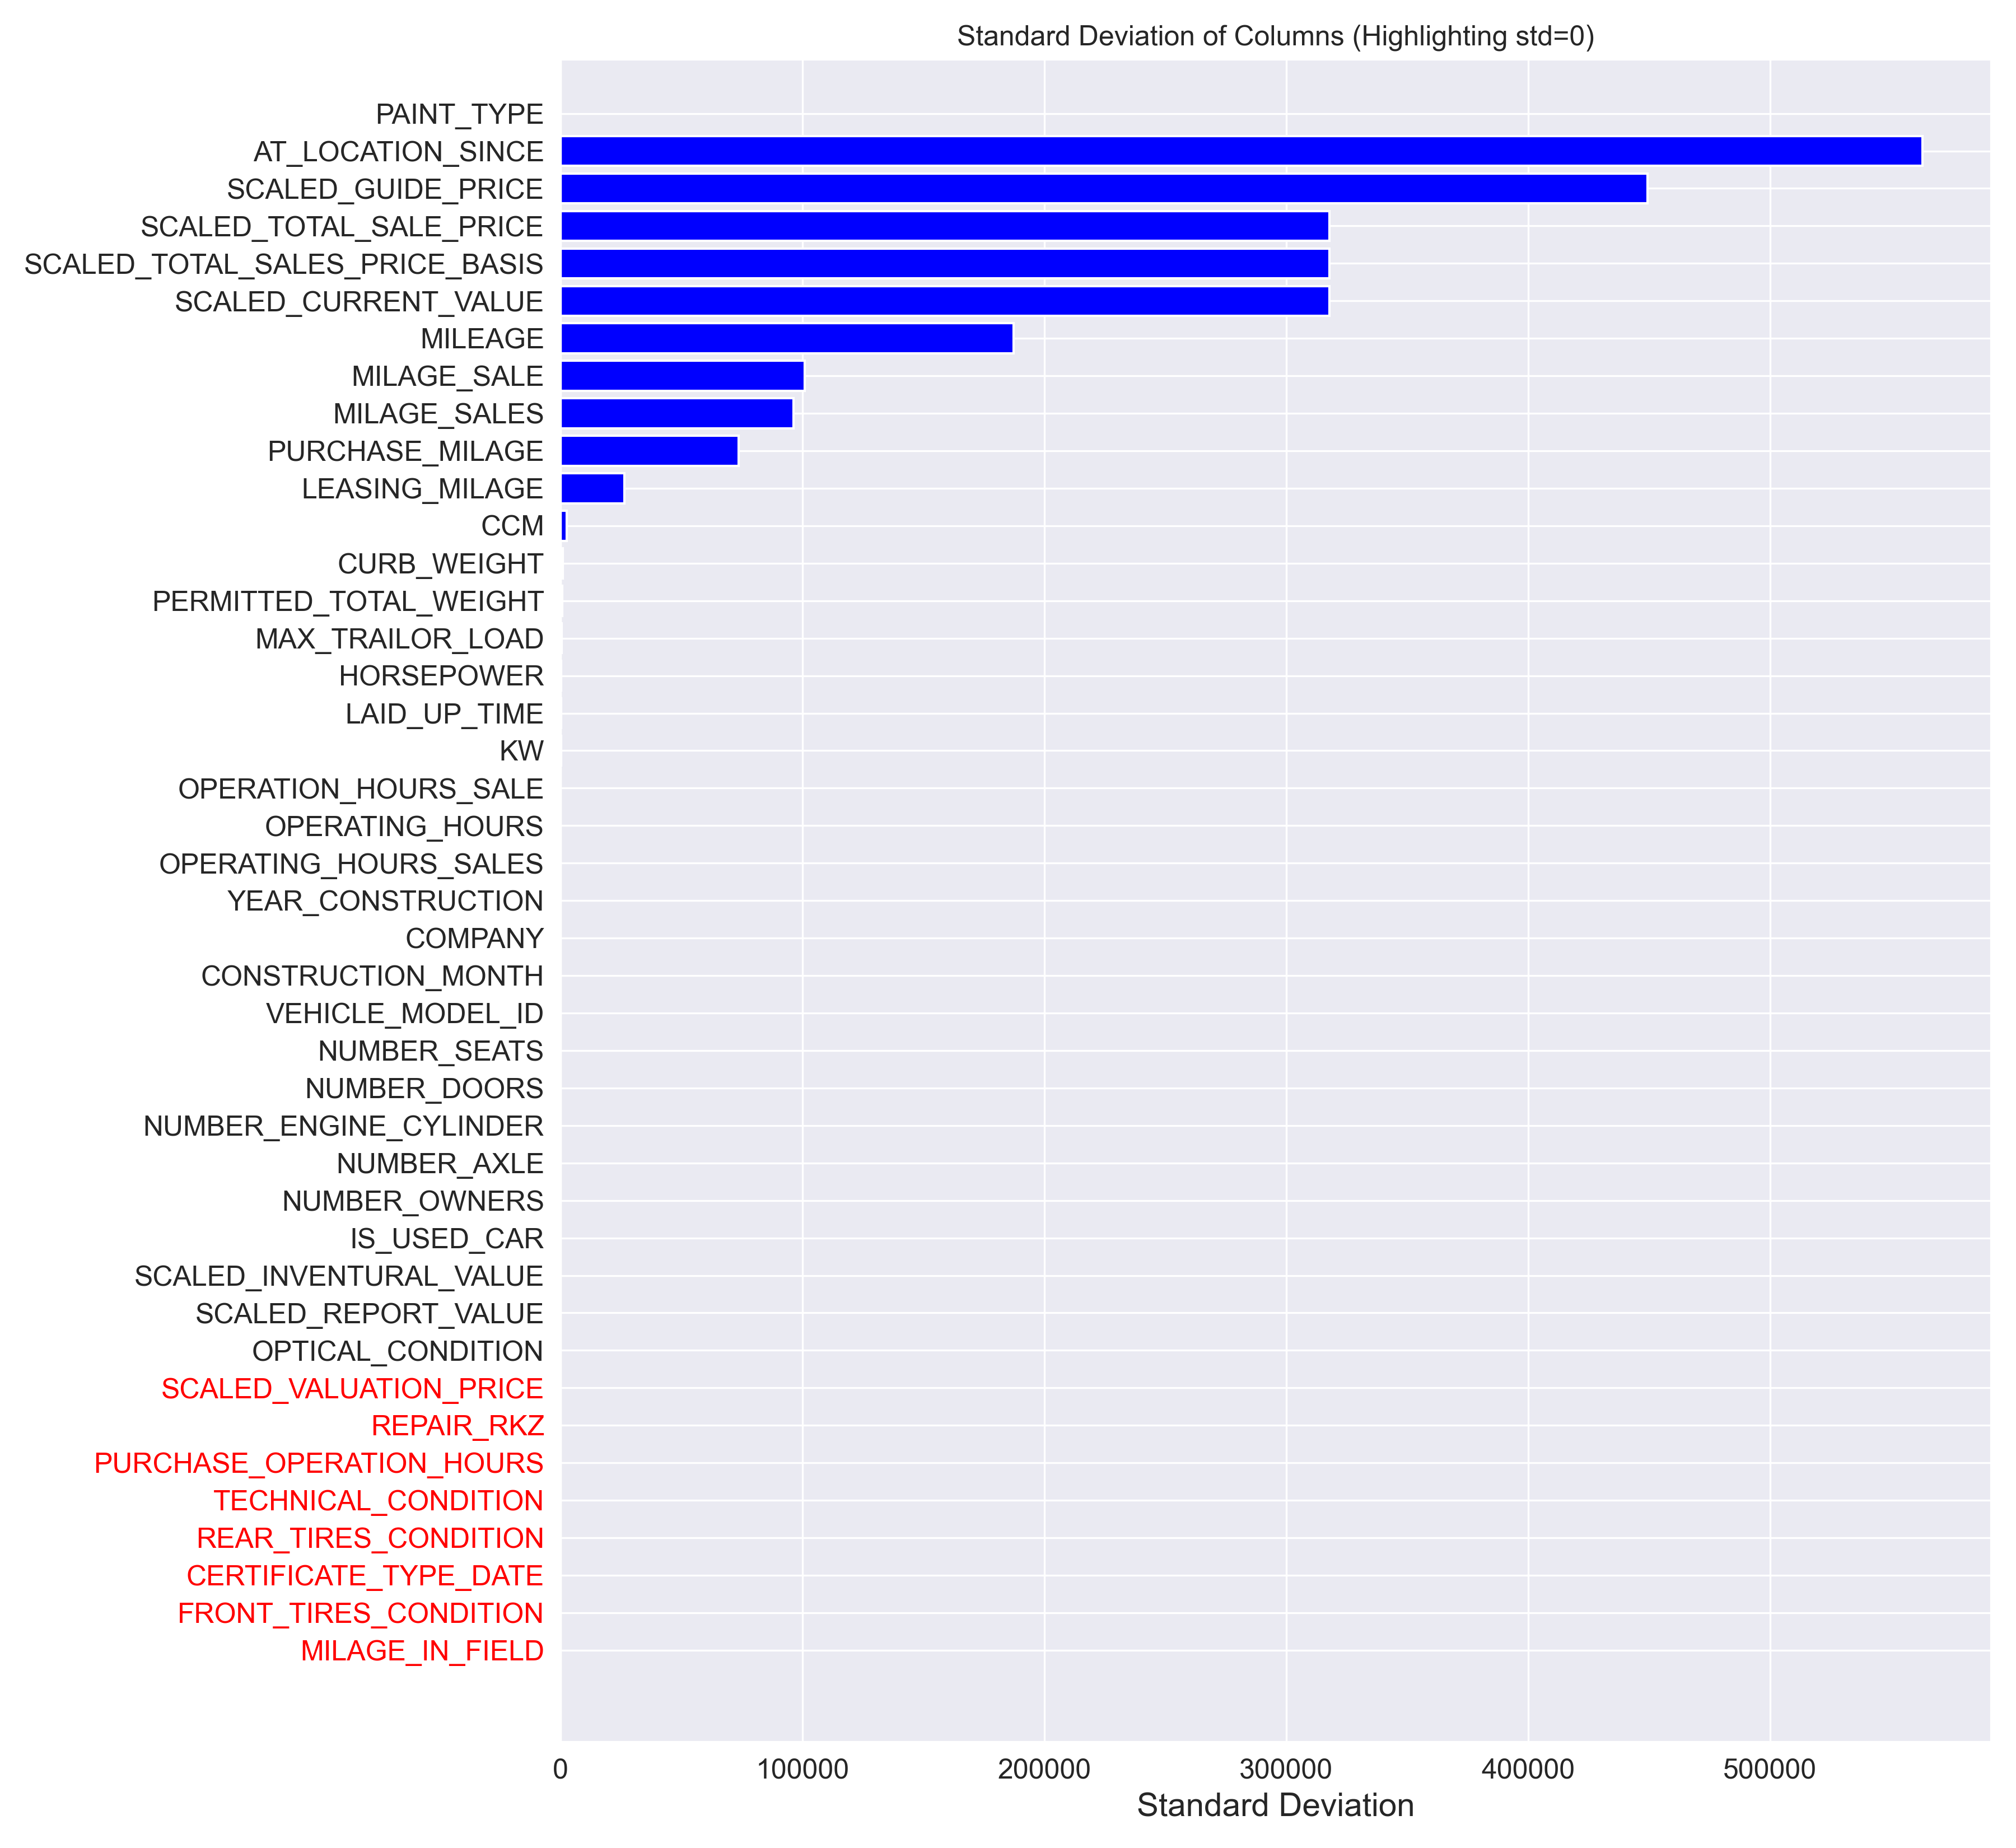 Standard Deviation of Columns (Highlighting std=0)
PAINT_TYPE
AT_LOCATION_SINCE
SCALED_GUIDE_PRICE
SCALED_TOTAL_SALE_PRICE
SCALED_TOTAL_SALES_PRICE_BASIS
SCALED_CURRENT_VALUE
MILEAGE
MILAGE_SALE
MILAGE_SALES
PURCHASE_MILAGE
LEASING_MILAGE
CCM
CURB_WEIGHT
PERMITTED_TOTAL_WEIGHT
MAX_TRAILOR_LOAD
HORSEPOWER
LAID_UP_TIME
KW
OPERATION_HOURS_SALE
OPERATING_HOURS
OPERATING_HOURS_SALES
YEAR_CONSTRUCTION
COMPANY
CONSTRUCTION_MONTH
VEHICLE_MODEL_ID
NUMBER_SEATS
NUMBER_DOORS
NUMBER_ENGINE_CYLINDER
NUMBER_AXLE
NUMBER_OWNERS
IS_USED_CAR
SCALED_INVENTURAL_VALUE
SCALED_REPORT_VALUE
OPTICAL_CONDITION
SCALED_VALUATION_PRICE
REPAIR_RKZ
PURCHASE_OPERATION_HOURS
TECHNICAL_CONDITION
REAR_TIRES_CONDITION
CERTIFICATE_TYPE_DATE
FRONT_TIRES_CONDITION
MILAGE_IN_FIELD
0 100000 200000 300000 400000 500000
Standard Deviation